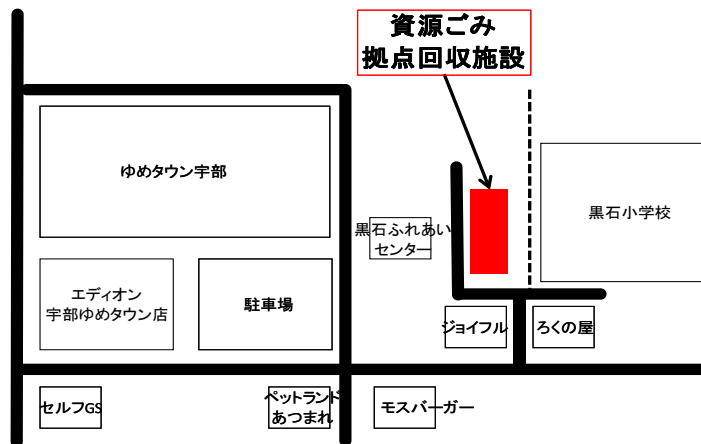 資源ごみ
拠点回収施設
ゆめタウン宇部
黒石小学校
黒石ふれあい
センター
エディオン
宇部ゆめタウン店
駐車場
ジョイフル
ろくの屋
セルフGS
ペットランド
あつまれ
モスバーガー